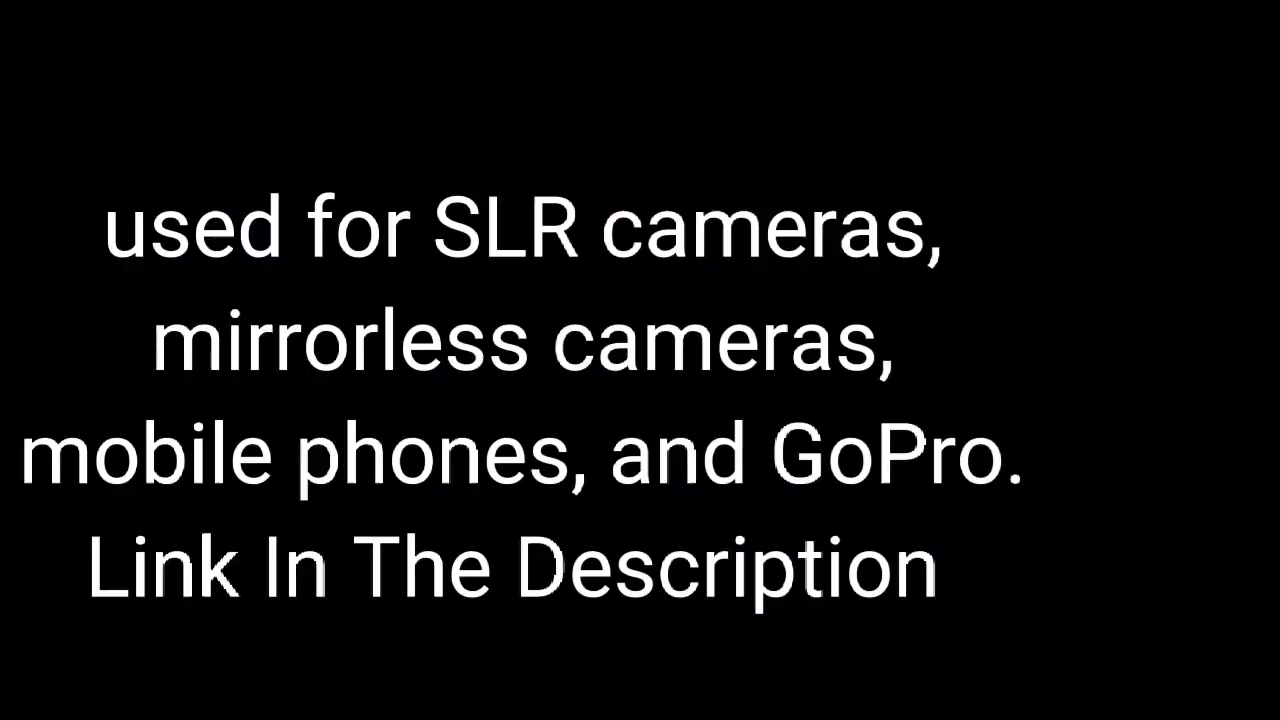 used for SLR cameras,
mirrorless cameras,
mobile phones, and GoPro.
Link In The Description